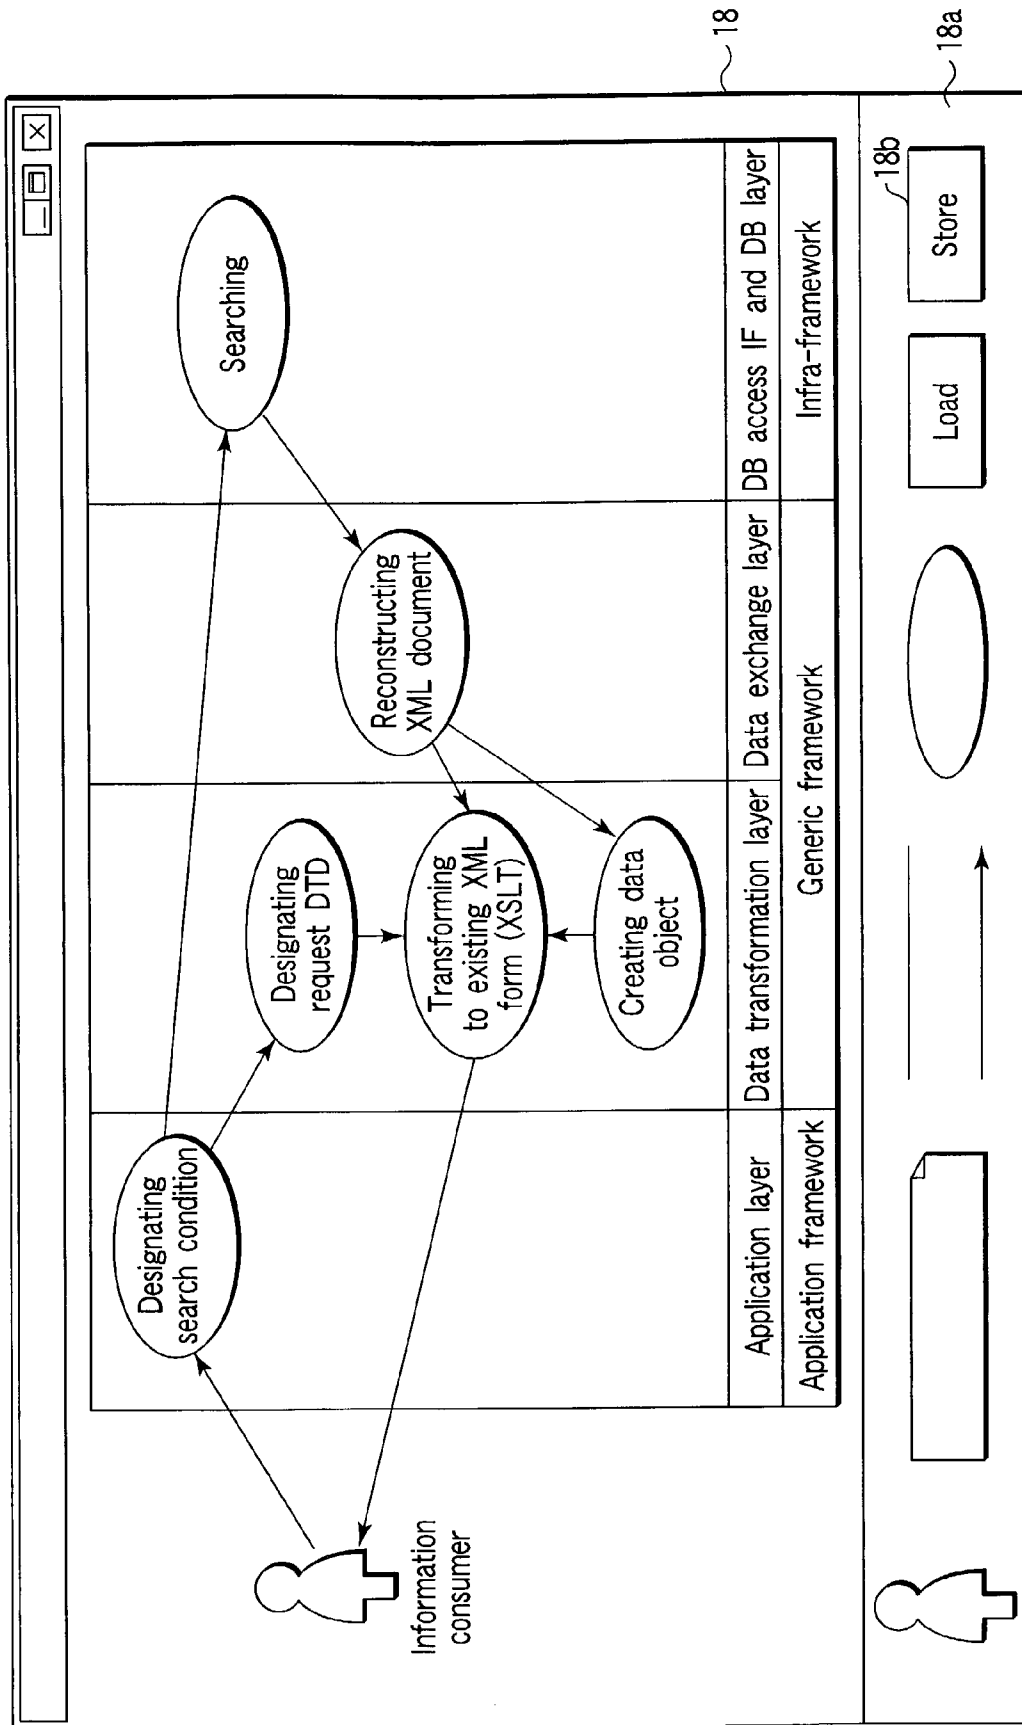 Designating
search condition
Searching
Designating
request DTD
Reconstructing
XML document
Transforming
to existing XML
form (XSLT)
Creating data
object
Information
consumer
Application layer
Data transformation layer
Data exchange layer
DB access IF and DB layer
Application framework
Generic framework
Infra-framework
18
Load
Store
18b
18a